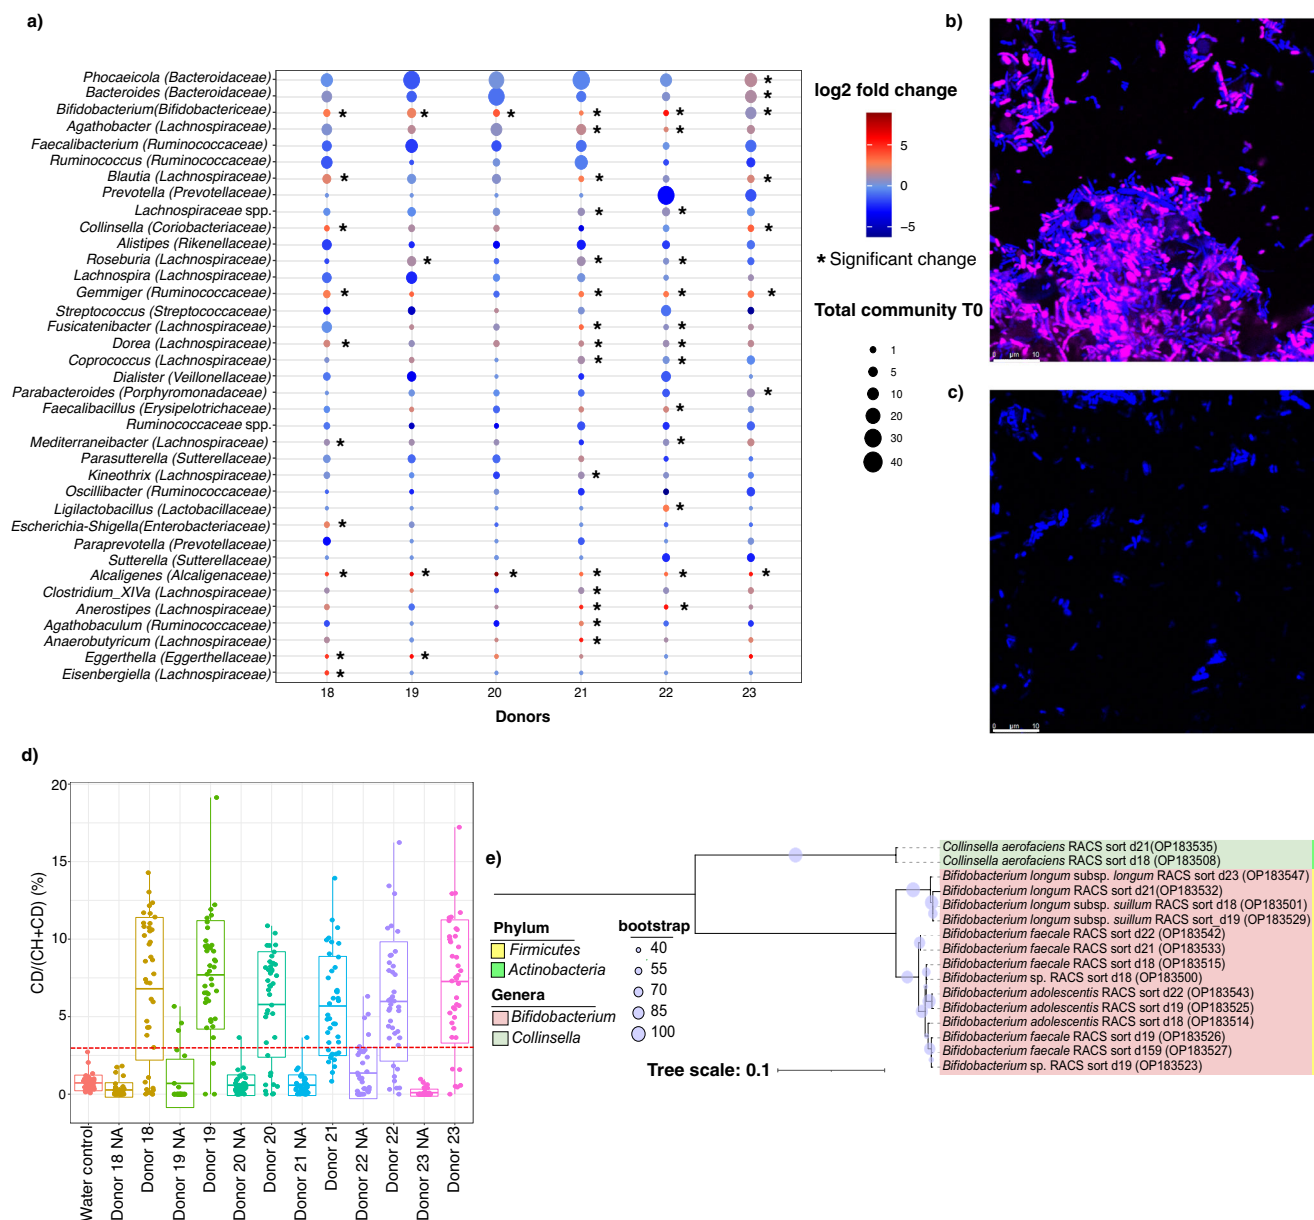 a)
Phocaeicola (Bacteroidaceae)
Bacteroides (Bacteroidaceae)
Bifidobacterium(Bifidobactericeae)
Agathobacter (Lachnospiraceae)
Faecalibacterium (Ruminococcaceae)
Ruminococcus (Ruminococcaceae)
Blautia (Lachnospiraceae)
Prevotella (Prevotellaceae)
Lachnospiraceae spp.
Collinsella (Coriobacteriaceae)
Alistipes (Rikenellaceae)
Roseburia (Lachnospiraceae)
Lachnospira (Lachnospiraceae)
Gemmiger (Ruminococcaceae)
Streptococcus (Streptococcaceae)
Fusicatenibacter (Lachnospiraceae)
Dorea (Lachnospiraceae)
Coprococcus (Lachnospiraceae)
Dialister (Veillonellaceae)
Parabacteroides (Porphyromonadaceae)
Faecalibacillus (Erysipelotrichaceae)
Ruminococcaceae spp.
Mediterraneibacter (Lachnospiraceae)
Parasutterella (Sutterellaceae)
Kineothrix (Lachnospiraceae)
Oscillibacter (Ruminococcaceae)
Ligilactobacillus (Lactobacillaceae)
Escherichia-Shigella(Enterobacteriaceae)
Paraprevotella (Prevotellaceae)
Sutterella (Sutterellaceae)
Alcaligenes (Alcaligenaceae)
Clostridium_XIVa (Lachnospiraceae)
Anerostipes (Lachnospiraceae)
Agathobaculum (Ruminococcaceae)
Anaerobutyricum (Lachnospiraceae)
Eggerthella (Eggerthellaceae)
Eisenbergiella (Lachnospiraceae)
18 19 20 21 22 23
Donors
log2 fold change
5
0
−5
* Significant change
Total community T0
1
5
10
20
30
40
b)
0 µm 10
c)
0 µm 10
d)
CD/(CH+CD) (%)
20
15
10
5
0
Water control
Donor 18 NA
Donor 18
Donor 19 NA
Donor 19
Donor 20 NA
Donor 20
Donor 21 NA
Donor 21
Donor 22 NA
Donor 22
Donor 23 NA
Donor 23
e)
Phylum
Firmicutes
Actinobacteria
Genera
Bifidobacterium
Collinsella
bootstrap
40
55
70
85
100
Tree scale: 0.1
Collinsella aerofaciens RACS sort d21(OP183535)
Collinsella aerofaciens RACS sort d18 (OP183508)
Bifidobacterium longum subsp. longum RACS sort d23 (OP183547)
Bifidobacterium longum RACS sort d21(OP183532)
Bifidobacterium longum subsp. suillum RACS sort d18 (OP183501)
Bifidobacterium longum subsp. suillum RACS sort_d19 (OP183529)
Bifidobacterium faecale RACS sort d22 (OP183542)
Bifidobacterium faecale RACS sort d21 (OP183533)
Bifidobacterium faecale RACS sort d18 (OP183515)
Bifidobacterium sp. RACS sort d18 (OP183500)
Bifidobacterium adolescentis RACS sort d22 (OP183543)
Bifidobacterium adolescentis RACS sort d19 (OP183525)
Bifidobacterium adolescentis RACS sort d18 (OP183514)
Bifidobacterium faecale RACS sort d19 (OP183526)
Bifidobacterium faecale RACS sort d159 (OP183527)
Bifidobacterium sp. RACS sort d19 (OP183523)